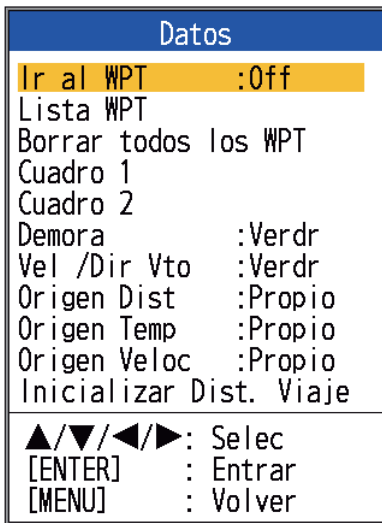 Datos
Ir al WPT :Off
Lista WPT
Borrar todos los WPT
Cuadro 1
Cuadro 2
Demora :Verdr
Vel /Dir Vto :Verdr
Origen Dist :Propio
Origen Temp :Propio
Origen Veloc :Propio
Inicializar Dist. Viaje
▲/▼/◀/▶: Selec
[ENTER] : Entrar
[MENU] : Volver